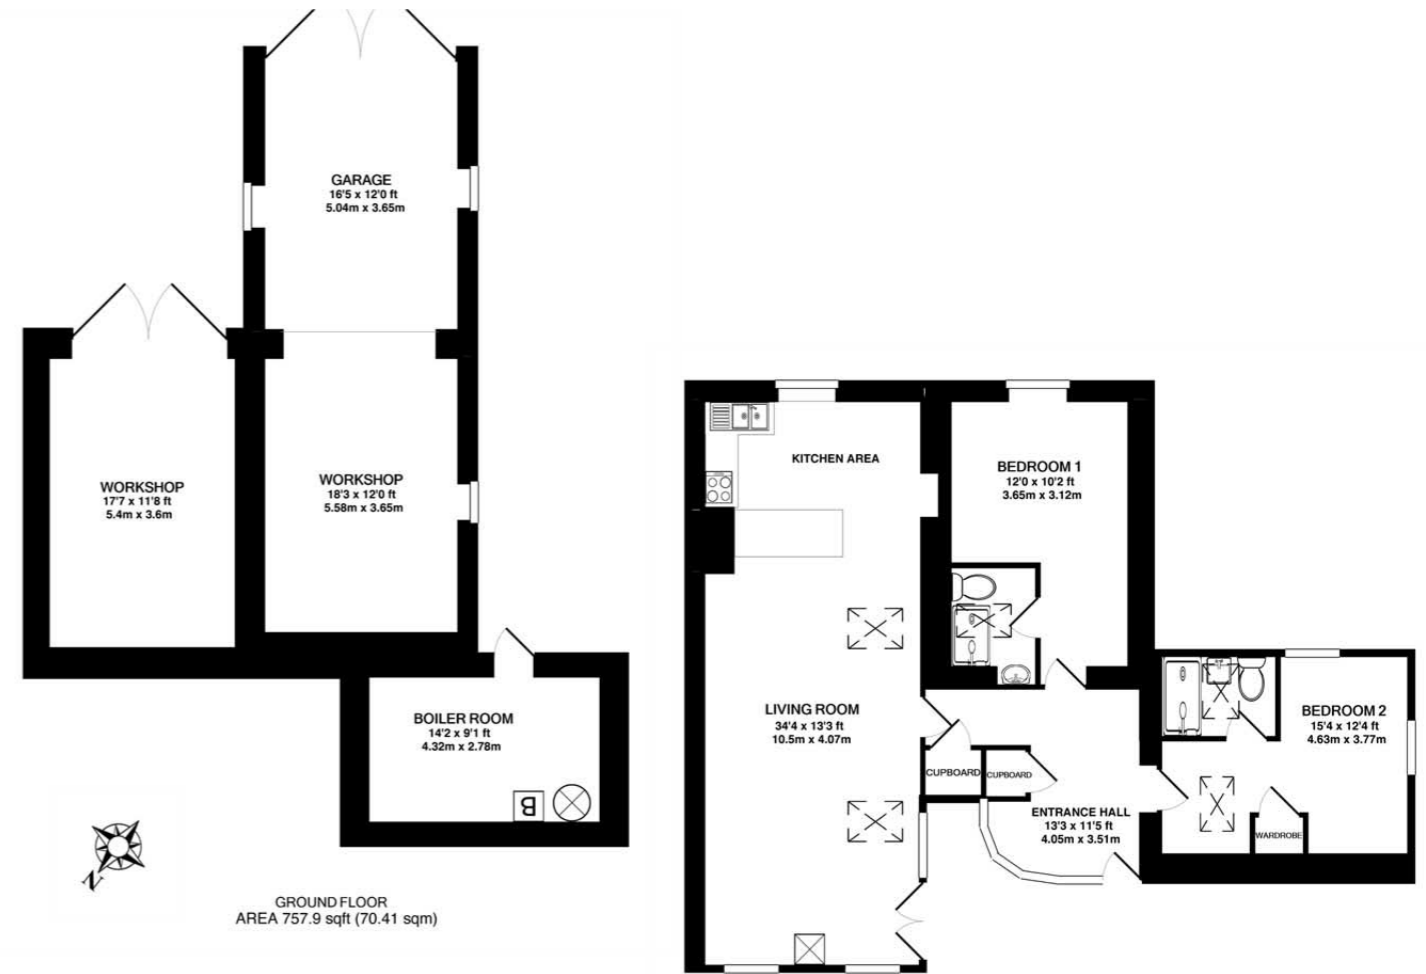 GARAGE
16'5 x 12'0 ft
5.04m x 3.65m
WORKSHOP
17'7 x 11'8 ft
5.4m x 3.6m
WORKSHOP
18'3 x 12'0 ft
5.58m x 3.65m
BOILER ROOM
14'2 x 9'1 ft
4.32m x 2.78m
B
N
GROUND FLOOR
AREA 757.9 sqft (70.41 sqm)
KITCHEN AREA
BEDROOM 1
12'0 x 10'2 ft
3.65m x 3.12m
LIVING ROOM
34'4 x 13'3 ft
10.5m x 4.07m
BEDROOM 2
15'4 x 12'4 ft
4.63m x 3.77m
CUPBOARD
CUPBOARD
ENTRANCE HALL
13'3 x 11'5 ft
4.05m x 3.51m
WARDROBE